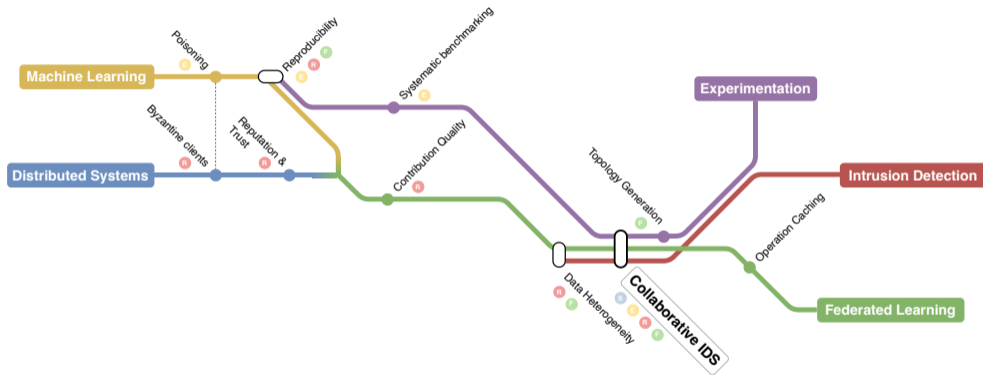 Machine Learning
Poisoning
E
Reproducibility
E
R
F
Systematic benchmarking
E
Experimentation
Distributed Systems
Byzantine clients
R
Reputation &
Trust
R
Contribution Quality
R
Topology Generation
F
Intrusion Detection
Operation Caching
Data Heterogeneity
R
F
Collaborative IDS
S
E
R
F
Federated Learning